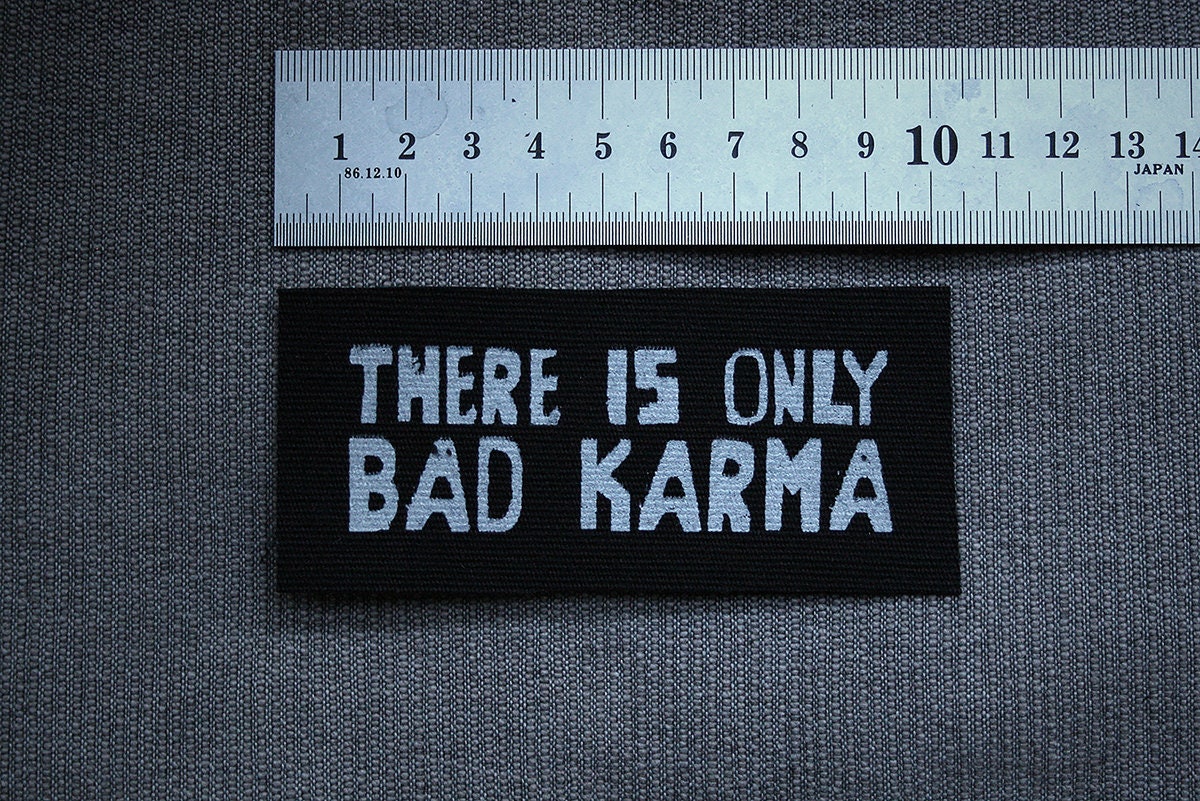 1 2 3 4 5 6 7 8 9 10 11 12 13 14
86.12.10 JAPAN
THERE IS ONLY
BAD KARMA